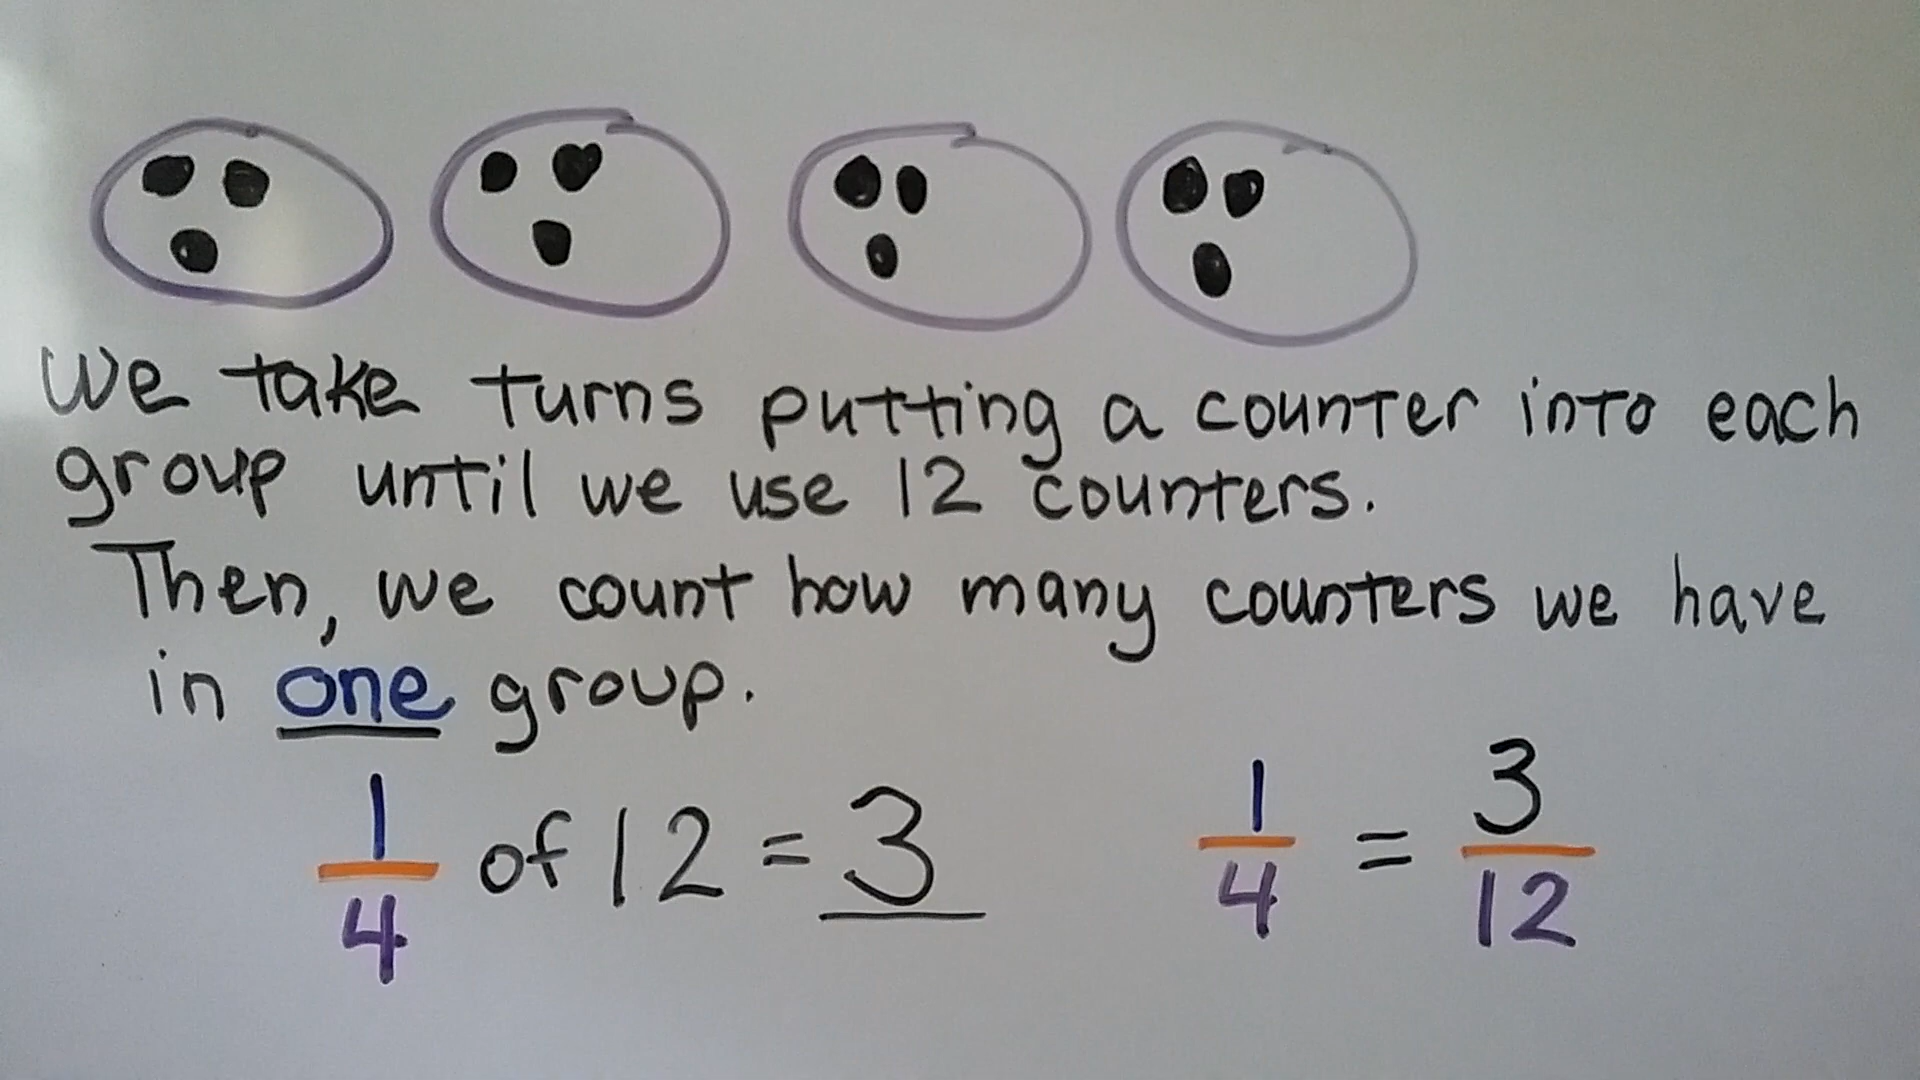 We take turns putting a counter into each
group until we use 12 counters.
Then, we count how many counters we have
in one group.
1/4 of 12 = 3
1/4 = 3/12